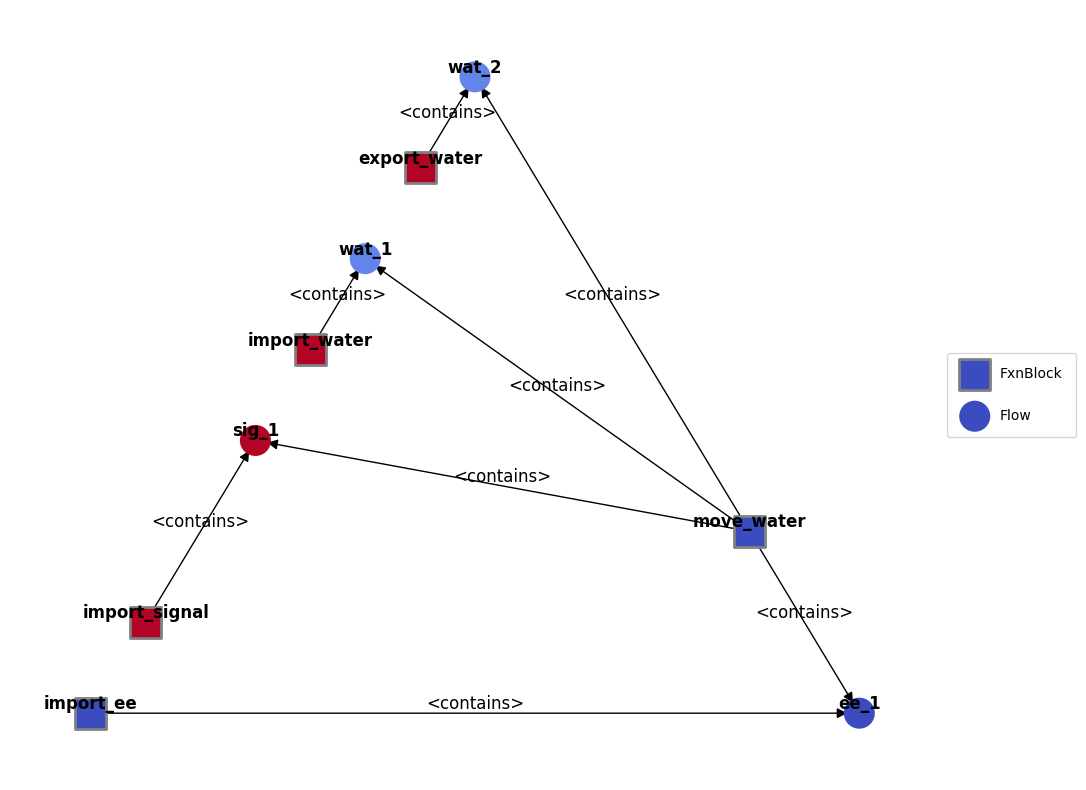 wat_2
<contains>
export_water
wat_1
<contains>
<contains>
import_water
FxnBlock
<contains>
Flow
sig_1
<contains>
<contains>
move_water
import_signal
<contains>
import_ee
<contains>
ee_1